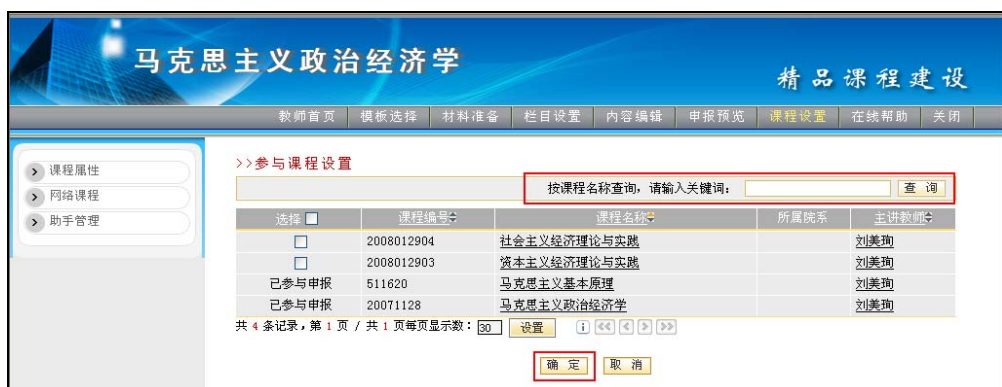 马克思主义政治经济学
精品课程建设
教师首页 模板选择 材料准备 栏目设置 内容编辑 申报预览 课程设置 在线帮助 关闭
课程属性
网络课程
助手管理
>>参与课程设置
按课程名称查询,请输入关键词: 查 询
选择 课程编号 课程名称 所属院系 主讲教师
2008012904 社会主义经济理论与实践 刘美珣
2008012903 资本主义经济理论与实践 刘美珣
已参与申报 511620 马克思主义基本原理 刘美珣
已参与申报 20071128 马克思主义政治经济学 刘美珣
共 4 条记录,第 1 页 / 共 1 页每页显示数: 30 设置
确 定 取 消